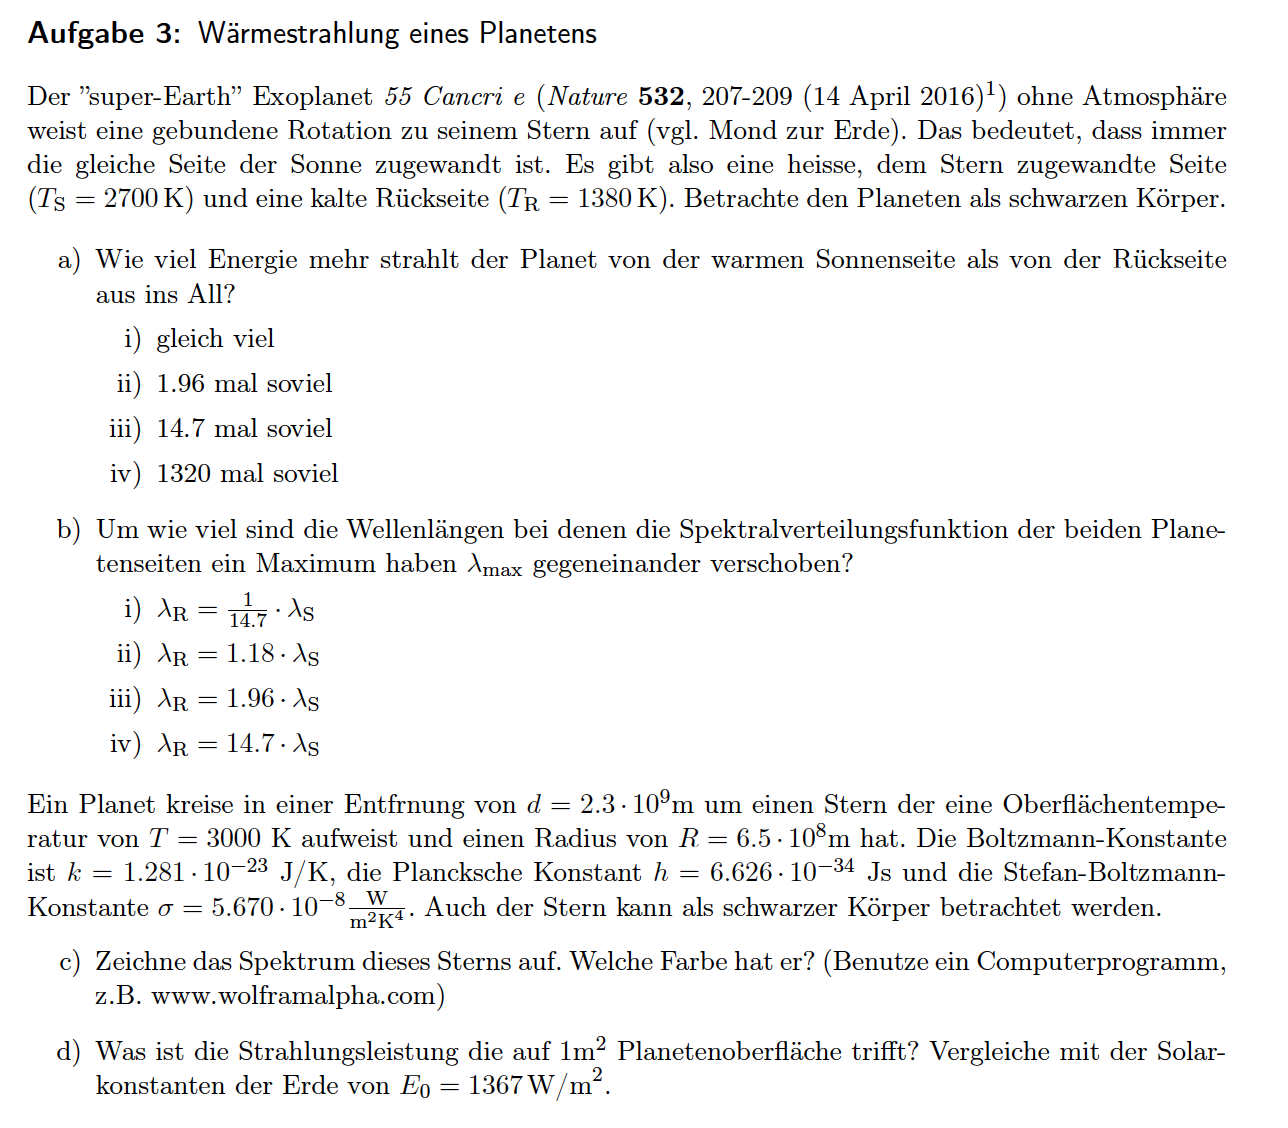 Aufgabe 3: Wärmestrahlung eines Planetens
Der ”super-Earth” Exoplanet 55 Cancri e (Nature 532, 207-209 (14 April 2016)¹) ohne Atmosphäre
weist eine gebundene Rotation zu seinem Stern auf (vgl. Mond zur Erde). Das bedeutet, dass immer
die gleiche Seite der Sonne zugewandt ist. Es gibt also eine heisse, dem Stern zugewandte Seite
(T_S = 2700 K) und eine kalte Rückseite (T_R = 1380 K). Betrachte den Planeten als schwarzen Körper.
a) Wie viel Energie mehr strahlt der Planet von der warmen Sonnenseite als von der Rückseite
aus ins All?
i) gleich viel
ii) 1.96 mal soviel
iii) 14.7 mal soviel
iv) 1320 mal soviel
b) Um wie viel sind die Wellenlängen bei denen die Spektralverteilungsfunktion der beiden Plane-
tenseiten ein Maximum haben λ_max gegeneinander verschoben?
i) λ_R = 1/14.7 · λ_S
ii) λ_R = 1.18 · λ_S
iii) λ_R = 1.96 · λ_S
iv) λ_R = 14.7 · λ_S
Ein Planet kreise in einer Entfrnung von d = 2.3 · 10⁹m um einen Stern der eine Oberflächentempe-
ratur von T = 3000 K aufweist und einen Radius von R = 6.5 · 10⁸m hat. Die Boltzmann-Konstante
ist k = 1.281 · 10⁻²³ J/K, die Plancksche Konstant h = 6.626 · 10⁻³⁴ Js und die Stefan-Boltzmann-
Konstante σ = 5.670 · 10⁻⁸ W/m²K⁴. Auch der Stern kann als schwarzer Körper betrachtet werden.
c) Zeichne das Spektrum dieses Sterns auf. Welche Farbe hat er? (Benutze ein Computerprogramm,
z.B. www.wolframalpha.com)
d) Was ist die Strahlungsleistung die auf 1m² Planetenoberfläche trifft? Vergleiche mit der Solar-
konstanten der Erde von E₀ = 1367 W/m².